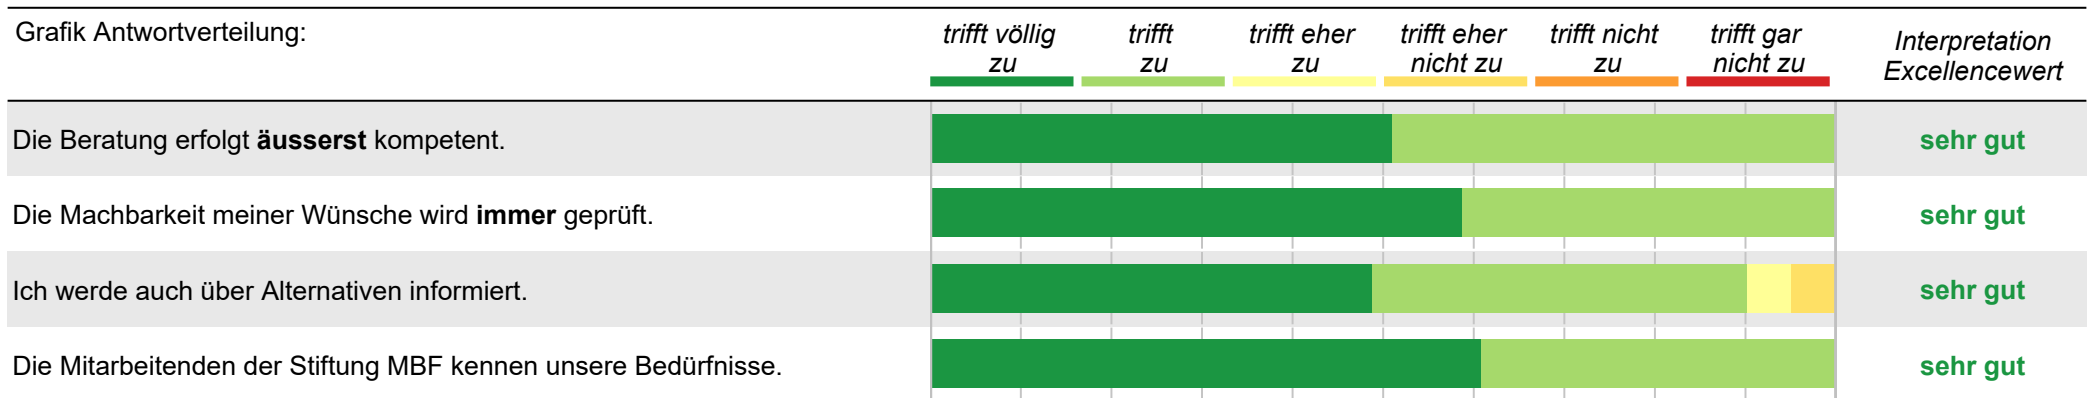 Grafik Antwortverteilung:
trifft völlig zu
trifft zu
trifft eher zu
trifft eher nicht zu
trifft nicht zu
trifft gar nicht zu
Interpretation Excellencewert
Die Beratung erfolgt äusserst kompetent. sehr gut
Die Machbarkeit meiner Wünsche wird immer geprüft. sehr gut
Ich werde auch über Alternativen informiert. sehr gut
Die Mitarbeitenden der Stiftung MBF kennen unsere Bedürfnisse. sehr gut